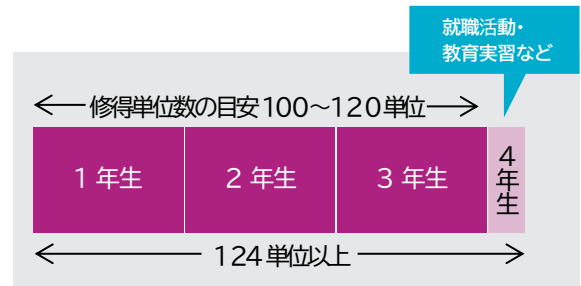 就職活動・
教育実習など
修得単位数の目安100～120単位
1年生
2年生
3年生
4年生
124単位以上